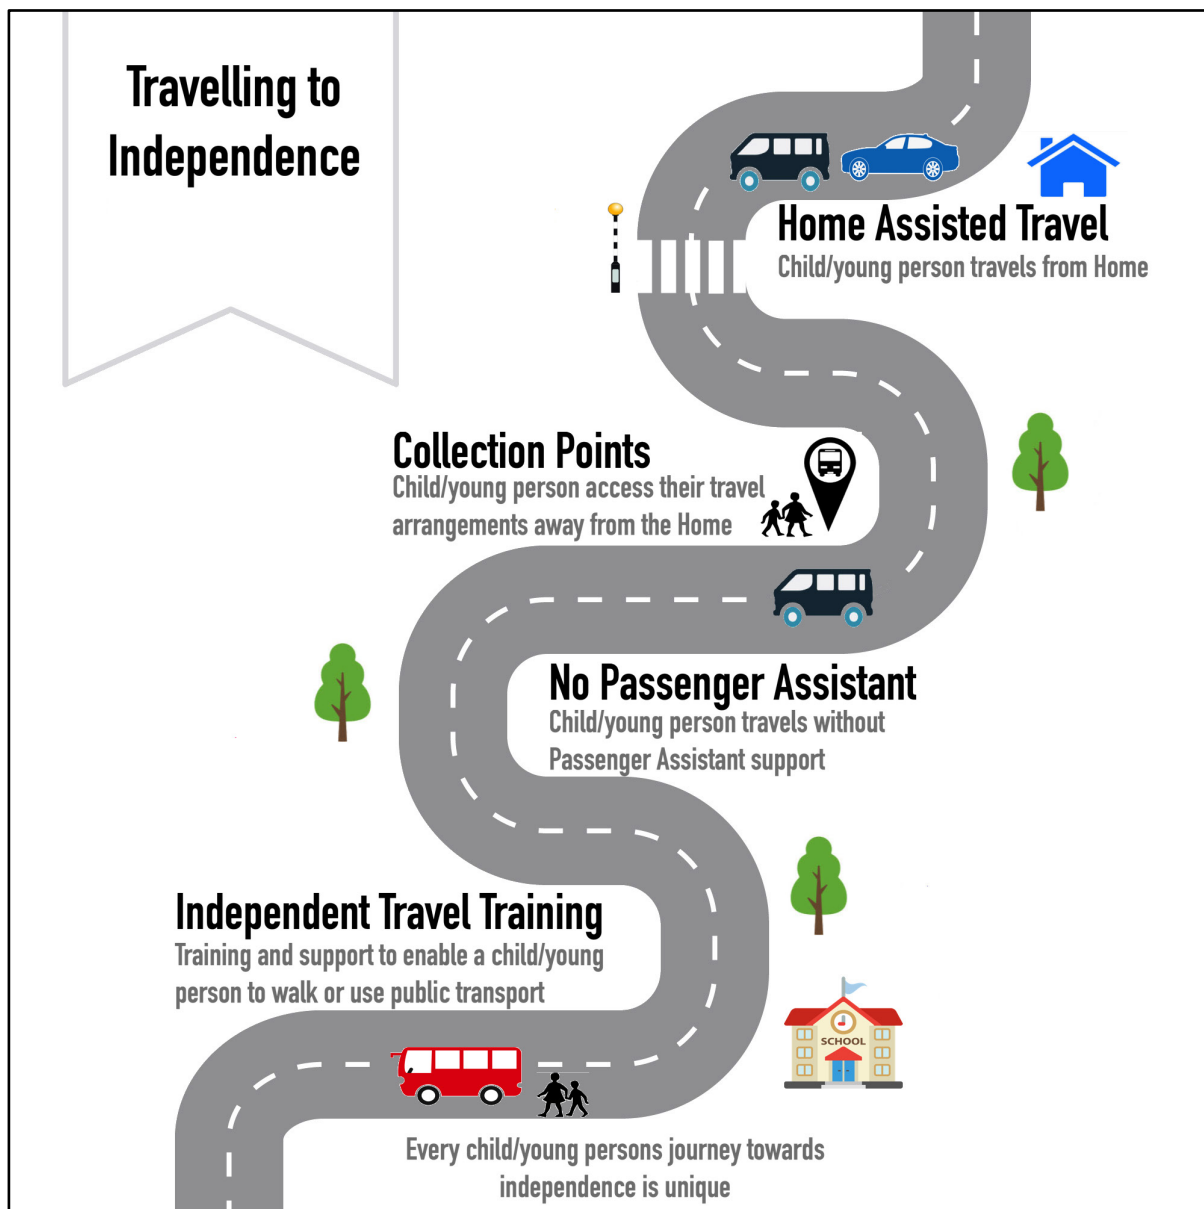 Travelling to
Independence
Home Assisted Travel
Child/young person travels from Home
Collection Points
Child/young person access their travel
arrangements away from the Home
No Passenger Assistant
Child/young person travels without
Passenger Assistant support
Independent Travel Training
Training and support to enable a child/young
person to walk or use public transport
SCHOOL
Every child/young persons journey towards
independence is unique